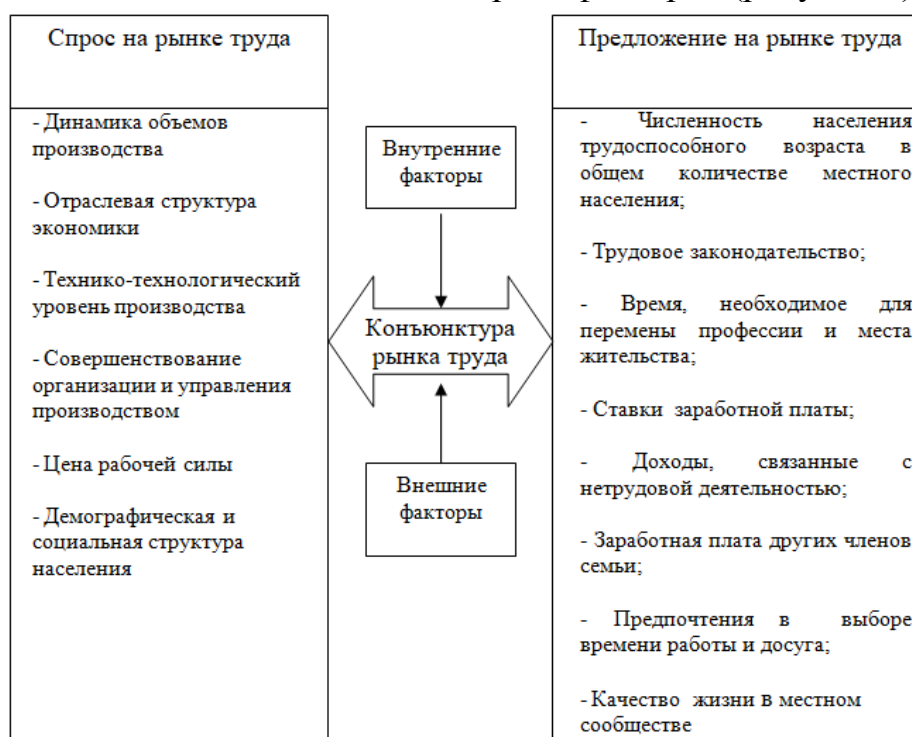 Спрос на рынке труда
- Динамика объемов
производства
- Отраслевая структура
экономики
- Технико-технологический
уровень производства
- Совершенствование
организации и управления
производством
- Цена рабочей силы
- Демографическая и
социальная структура
населения
Внутренние
факторы
Конъюнктура
рынка труда
Внешние
факторы
Предложение на рынке труда
- Численность населения
трудоспособного возраста в
общем количестве местного
населения;
- Трудовое законодательство;
- Время, необходимое для
перемены профессии и места
жительства;
- Ставки заработной платы;
- Доходы, связанные с
нетрудовой деятельностью;
- Заработная плата других членов
семьи;
- Предпочтения в выборе
времени работы и досуга;
- Качество жизни в местном
сообществе